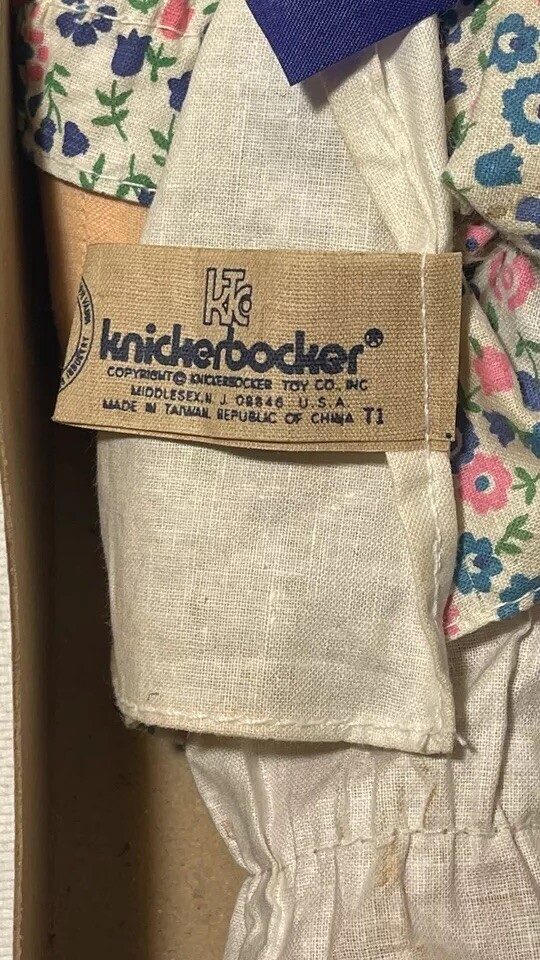 KTC
knickerbocker®
COPYRIGHT © KNICKERBOCKER TOY CO. INC
MIDDLESEX, N. J. 08846 U. S. A.
MADE IN TAIWAN, REPUBLIC OF CHINA T1